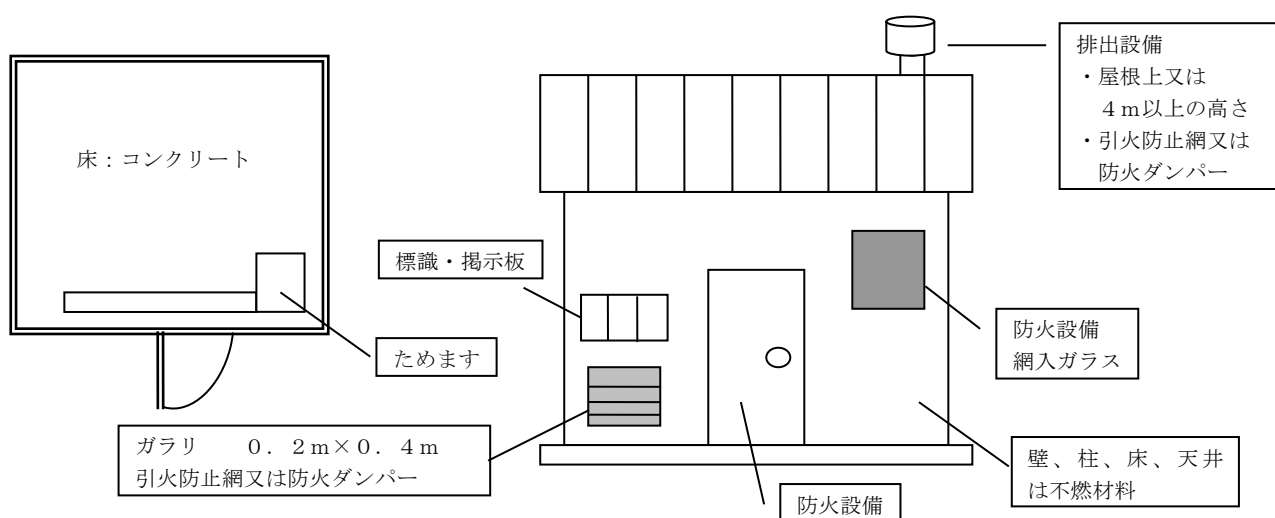 排出設備
・屋根上又は
４ｍ以上の高さ
・引火防止網又は
防火ダンパー
床：コンクリート
標識・掲示板
防火設備
網入ガラス
ためます
ガラリ　　０．２ｍ×０．４ｍ
引火防止網又は防火ダンパー
壁、柱、床、天井
は不燃材料
防火設備